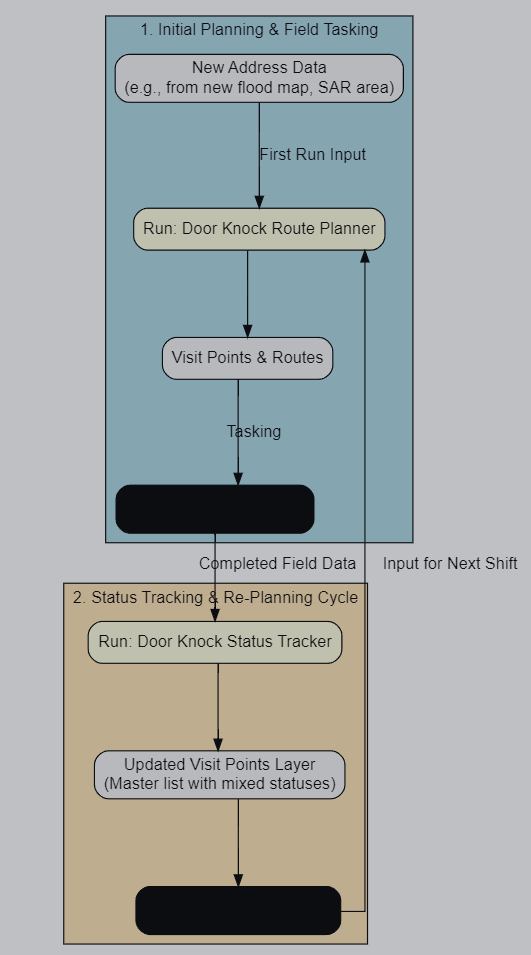 1. Initial Planning & Field Tasking
New Address Data
(e.g., from new flood map, SAR area)
First Run Input
Run: Door Knock Route Planner
Visit Points & Routes
Tasking
Completed Field Data
Input for Next Shift
2. Status Tracking & Re-Planning Cycle
Run: Door Knock Status Tracker
Updated Visit Points Layer
(Master list with mixed statuses)